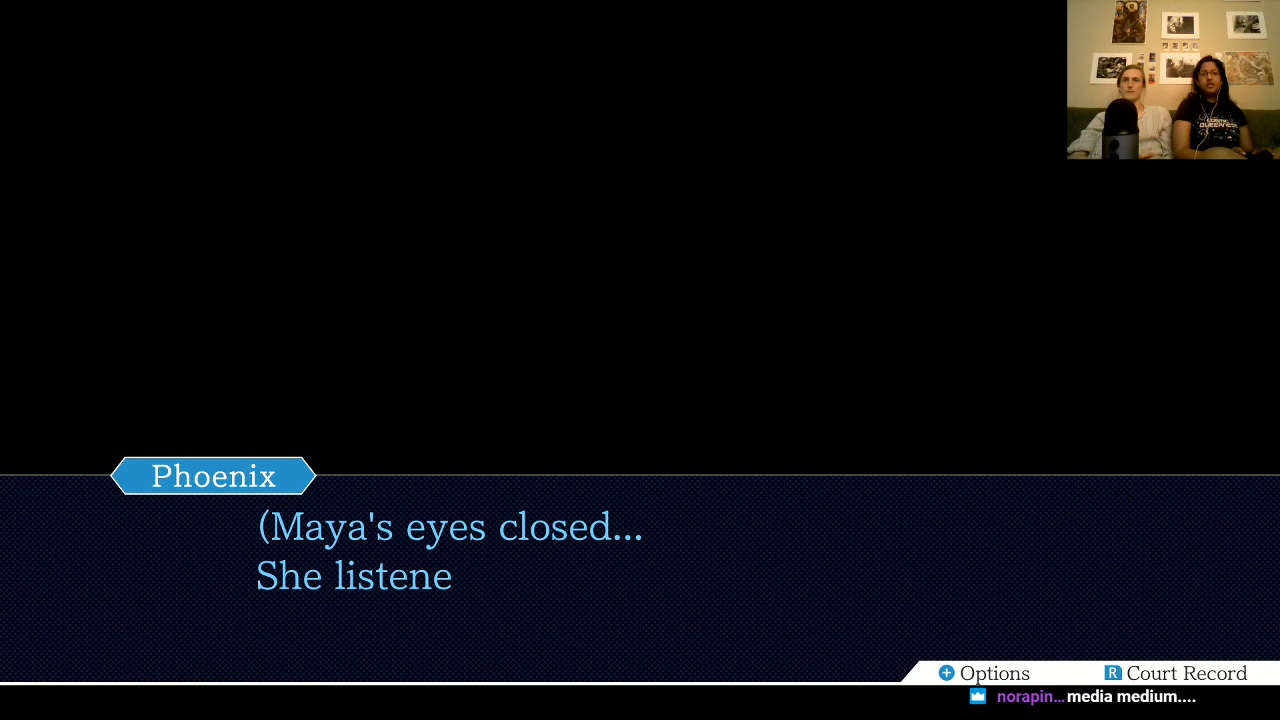 Phoenix
(Maya's eyes closed...
She listene
Options
R Court Record
norapin... media medium....